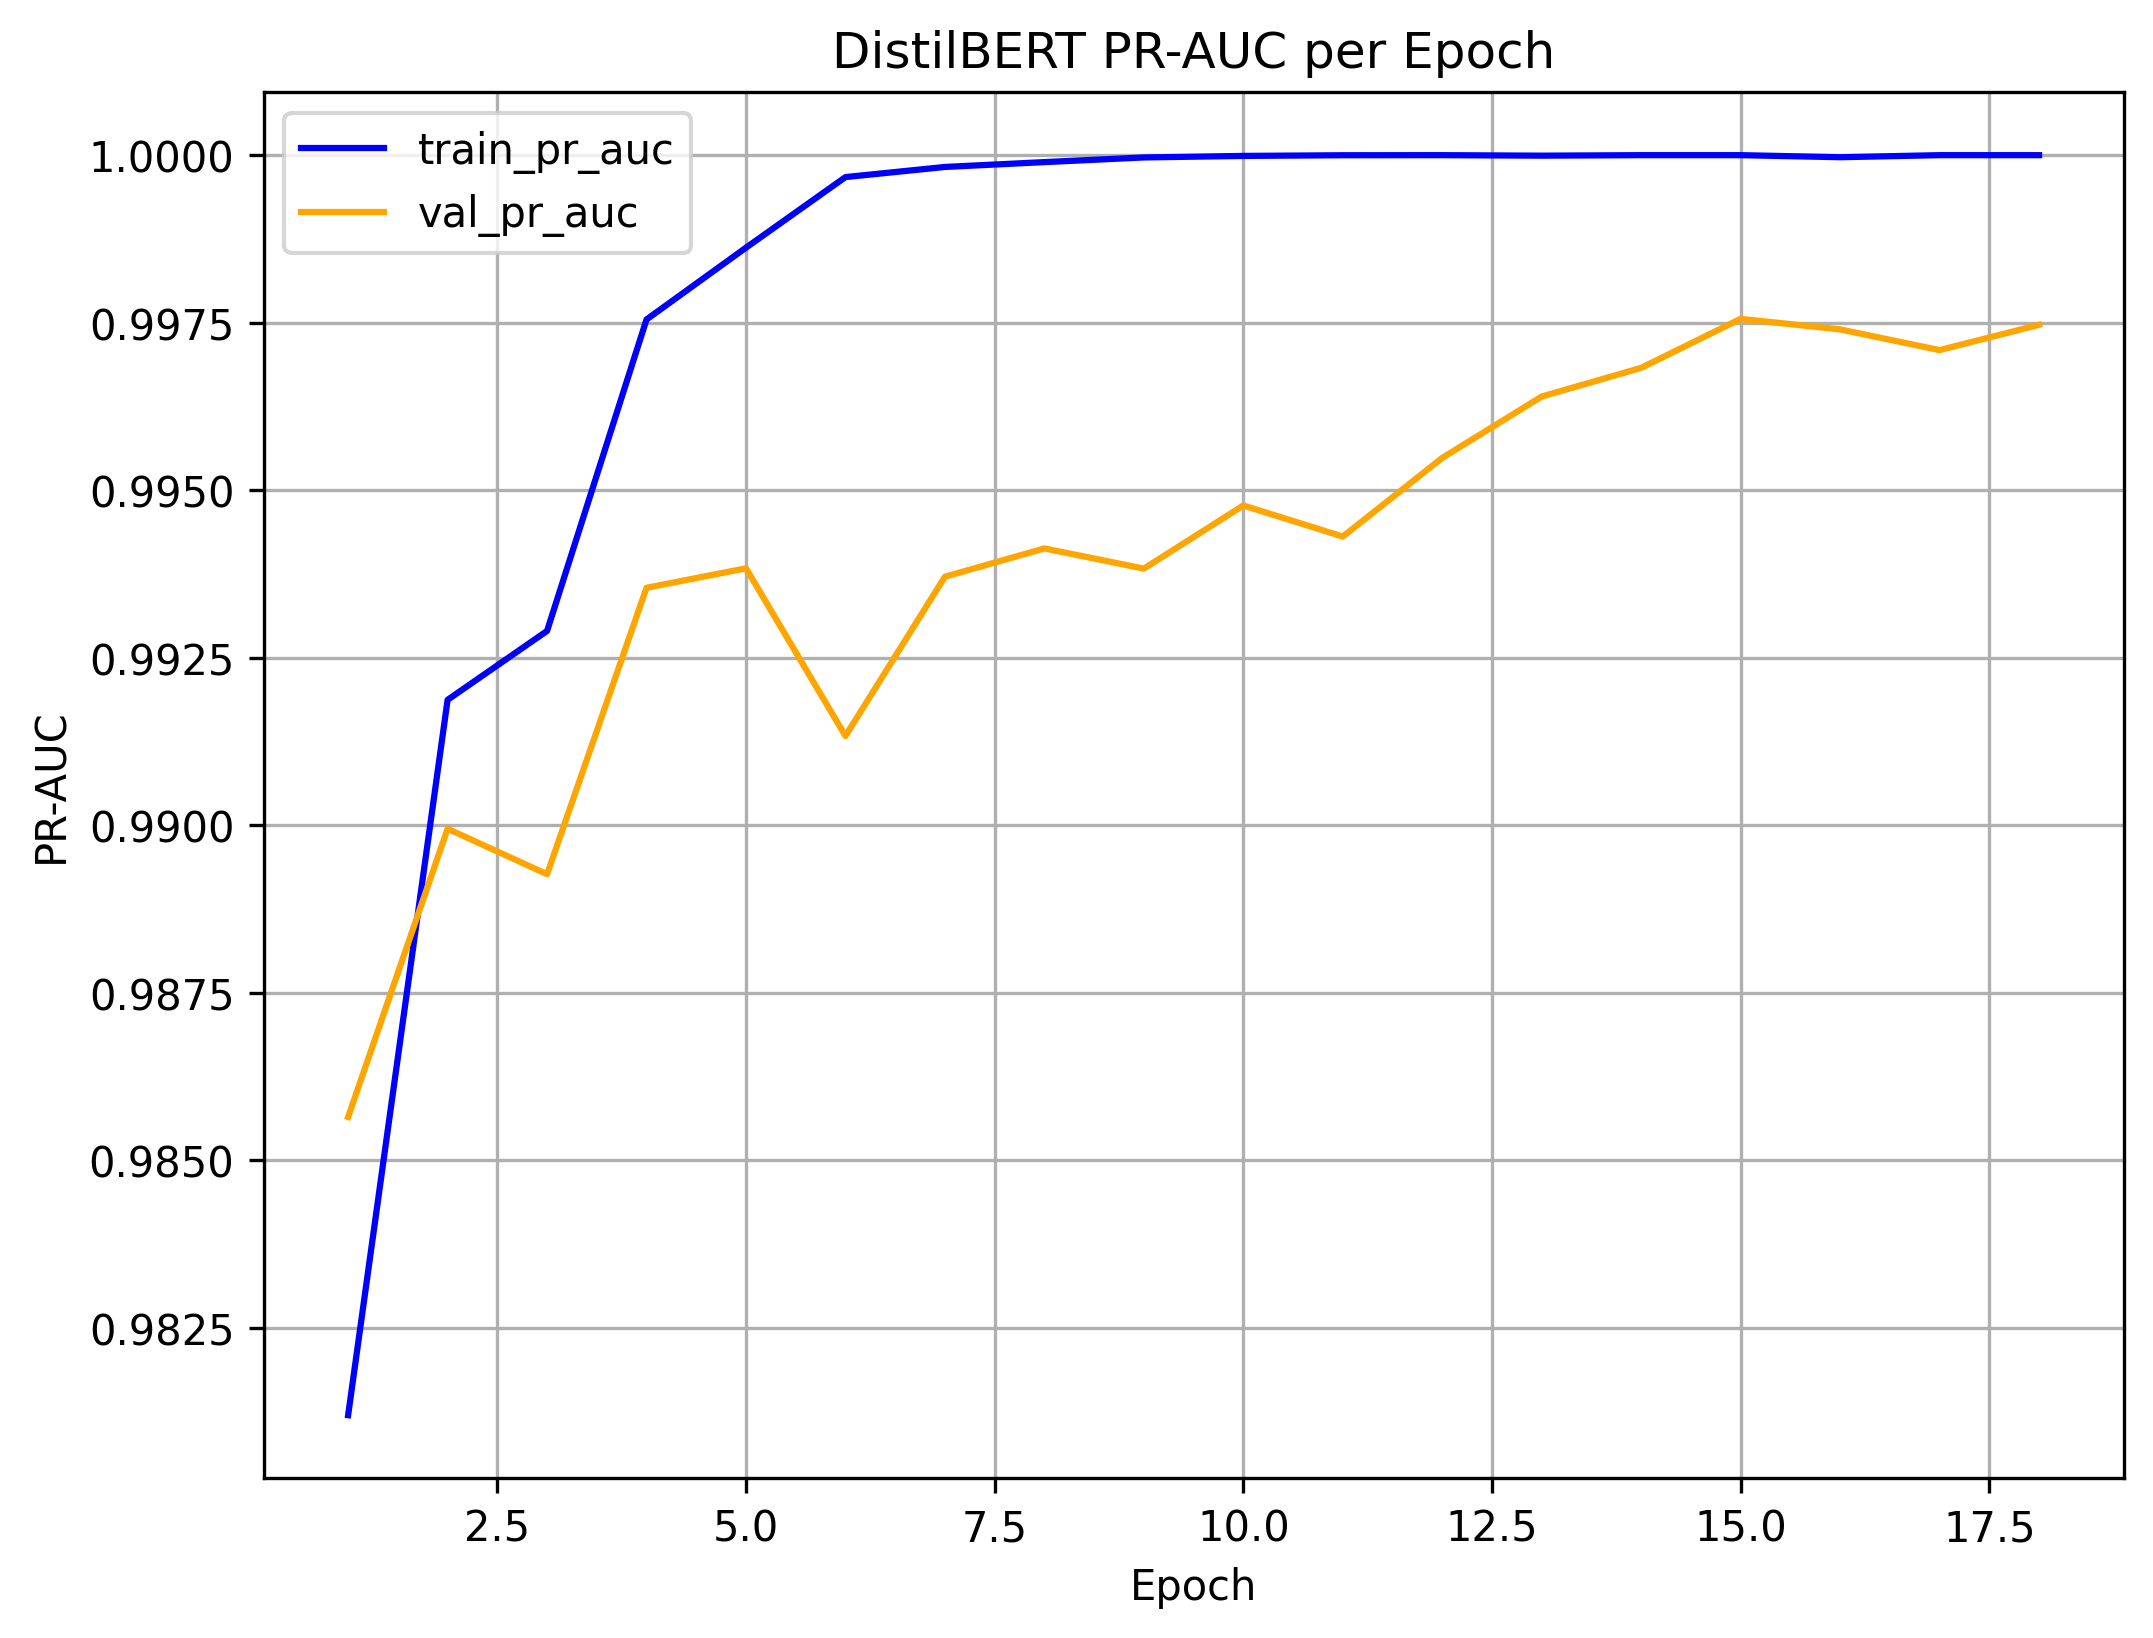 DistilBERT PR-AUC per Epoch
train_pr_auc
val_pr_auc
1.0000
0.9975
0.9950
0.9925
0.9900
0.9875
0.9850
0.9825
PR-AUC
2.5 5.0 7.5 10.0 12.5 15.0 17.5
Epoch